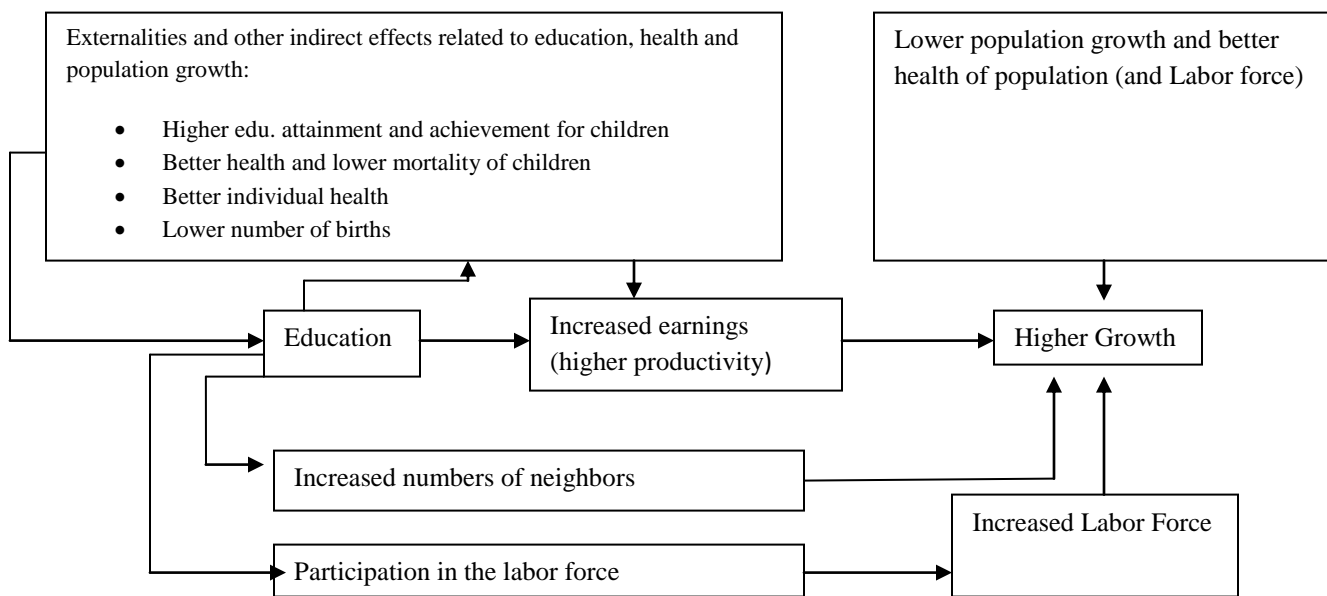 Externalities and other indirect effects related to education, health and
population growth:
• Higher edu. attainment and achievement for children
• Better health and lower mortality of children
• Better individual health
• Lower number of births
Lower population growth and better
health of population (and Labor force)
Education
Increased earnings
(higher productivity)
Higher Growth
Increased numbers of neighbors
Increased Labor Force
Participation in the labor force